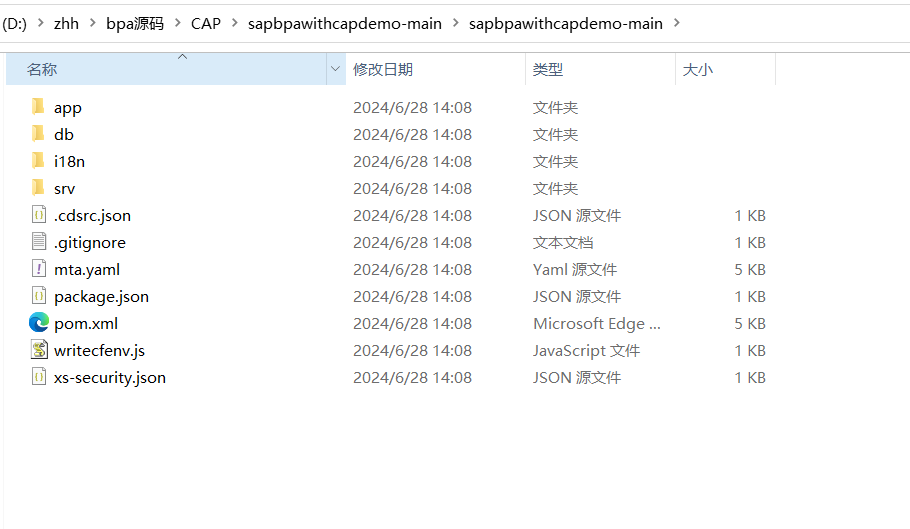 (D:) > zhh > bpa源码 > CAP > sapbpawithcapdemo-main > sapbpawithcapdemo-main >
名称 修改日期 类型 大小
app 2024/6/28 14:08 文件夹
db 2024/6/28 14:08 文件夹
i18n 2024/6/28 14:08 文件夹
srv 2024/6/28 14:08 文件夹
.cdsrc.json 2024/6/28 14:08 JSON 源文件 1 KB
.gitignore 2024/6/28 14:08 文本文档 1 KB
mta.yaml 2024/6/28 14:08 Yaml 源文件 5 KB
package.json 2024/6/28 14:08 JSON 源文件 1 KB
pom.xml 2024/6/28 14:08 Microsoft Edge ... 5 KB
writecfenv.js 2024/6/28 14:08 JavaScript 文件 1 KB
xs-security.json 2024/6/28 14:08 JSON 源文件 1 KB